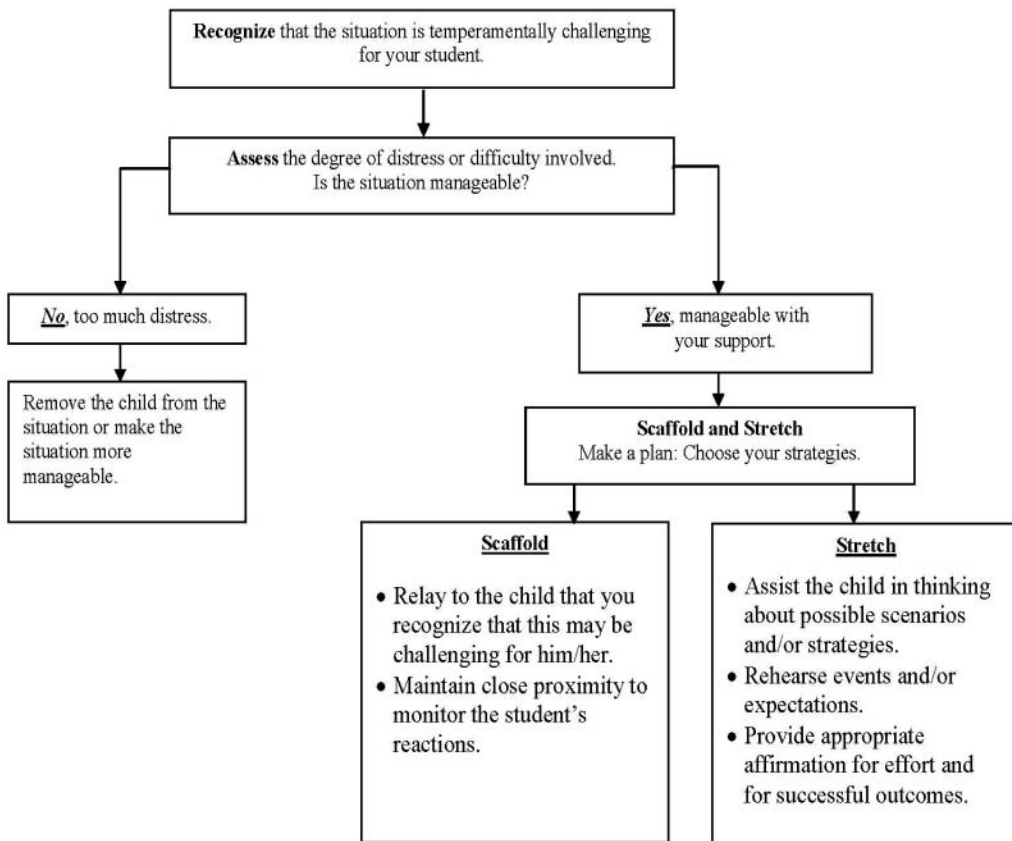 Recognize that the situation is temperamentally challenging
for your student.
Assess the degree of distress or difficulty involved.
Is the situation manageable?
No, too much distress.
Remove the child from the
situation or make the
situation more
manageable.
Yes, manageable with
your support.
Scaffold and Stretch
Make a plan: Choose your strategies.
Scaffold
• Relay to the child that you
recognize that this may be
challenging for him/her.
• Maintain close proximity to
monitor the student’s
reactions.
Stretch
• Assist the child in thinking
about possible scenarios
and/or strategies.
• Rehearse events and/or
expectations.
• Provide appropriate
affirmation for effort and
for successful outcomes.